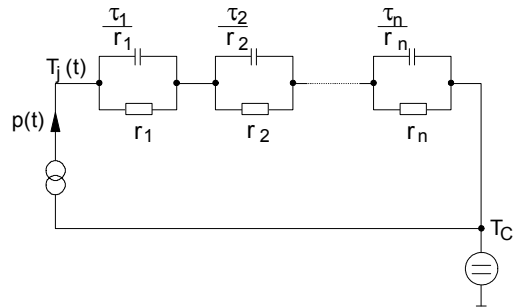 τ1 τ2 τn
r1 r2 rn
Tj(t)
r1 r2 rn
p(t)
TC